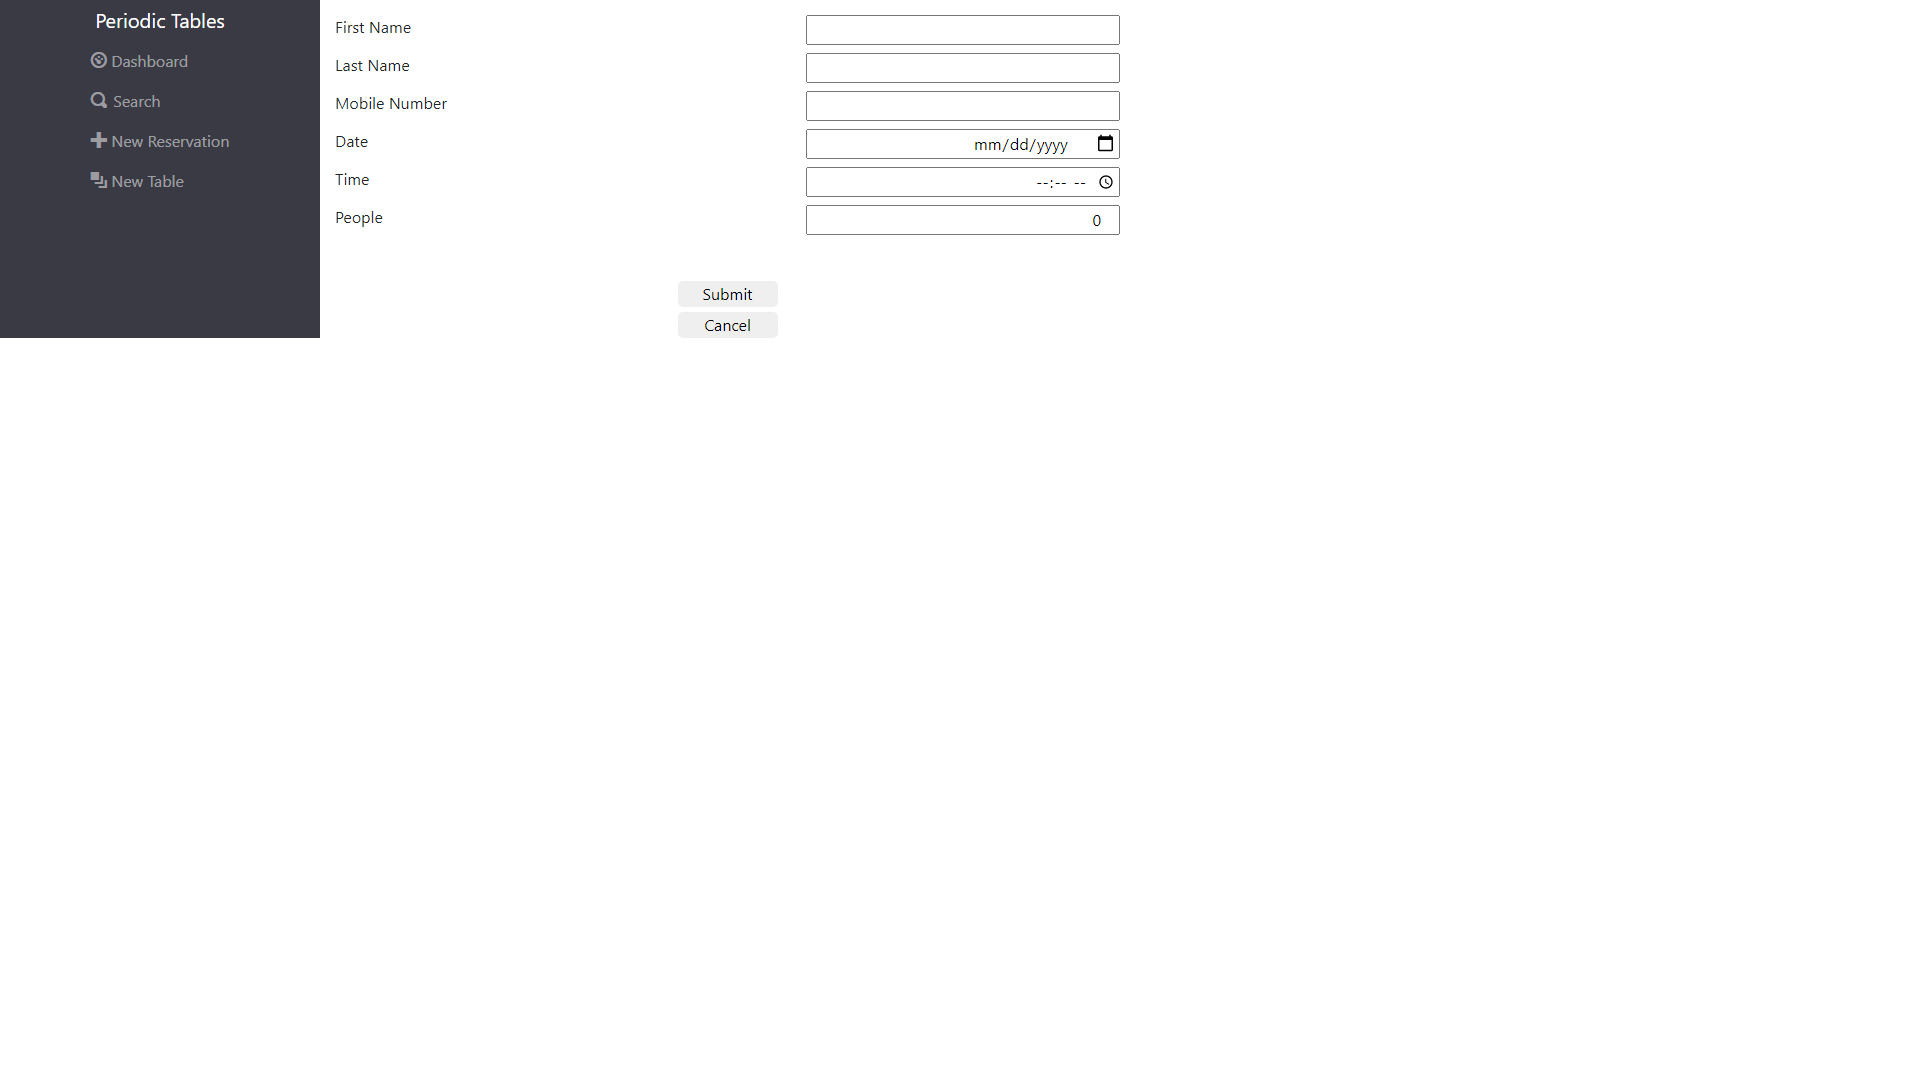 Periodic Tables
Dashboard
Search
New Reservation
New Table
First Name
Last Name
Mobile Number
Date
mm/dd/yyyy
Time
--:-- --
People
0
Submit
Cancel